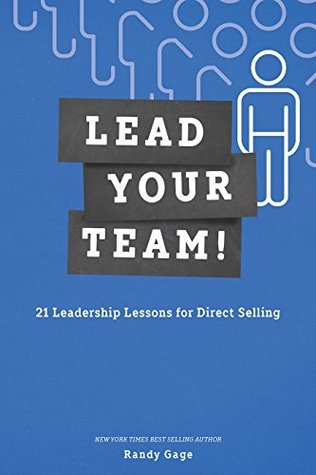 LEAD
YOUR
TEAM!
21 Leadership Lessons for Direct Selling
NEW YORK TIMES BEST SELLING AUTHOR
Randy Gage